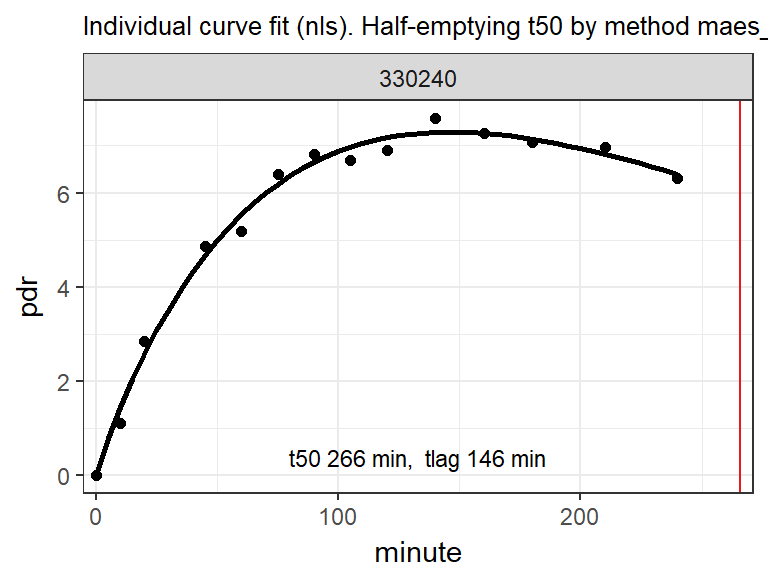 Individual curve fit (nls). Half-emptying t50 by method maes_
330240
pdr
6
4
2
0
t50 266 min, tlag 146 min
0 100 200
minute